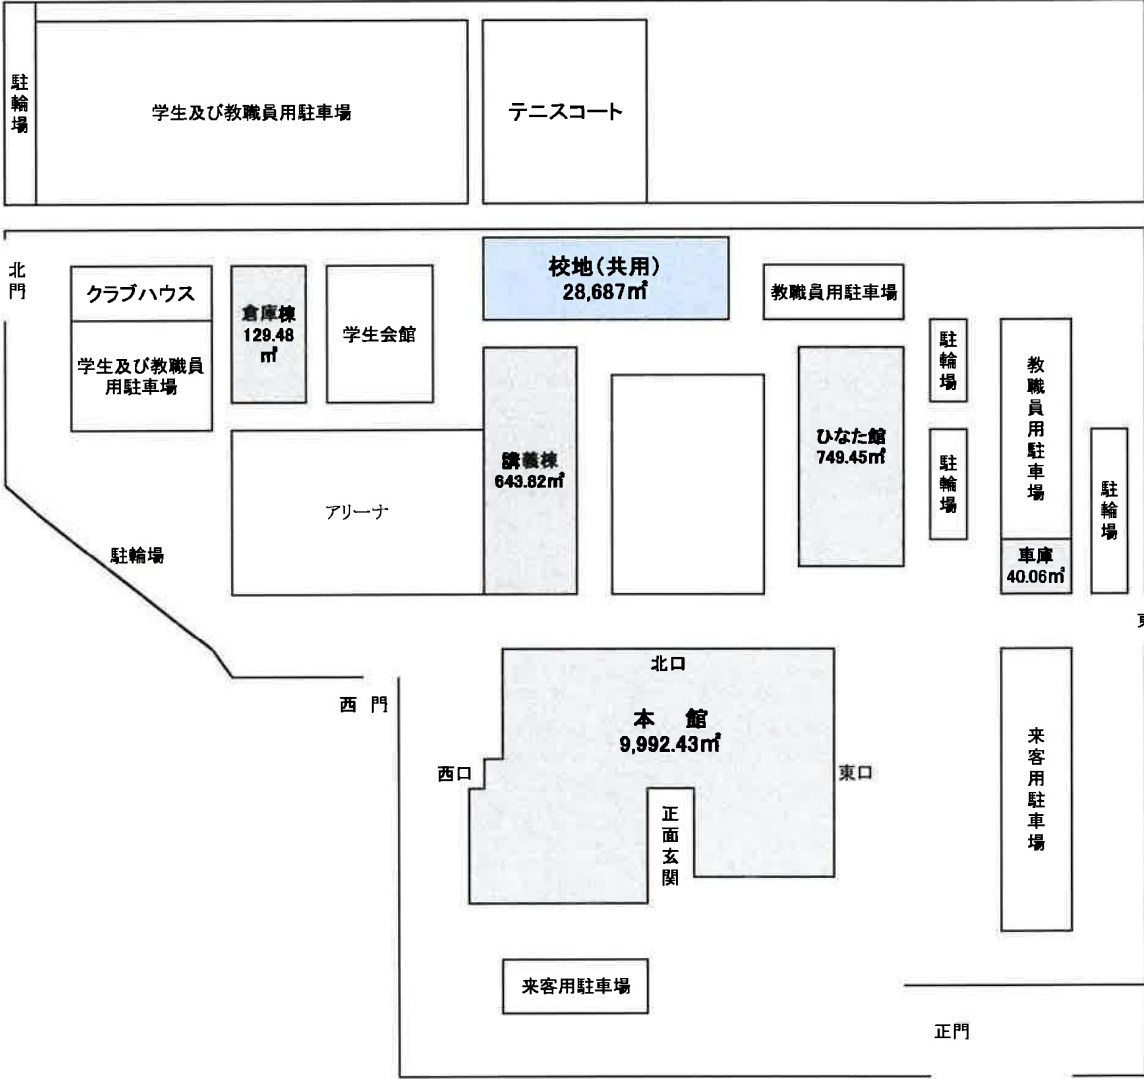 駐輪場
学生及び教職員用駐車場
テニスコート
北門
クラブハウス
学生及び教職員
用駐車場
倉庫棟
129.48
㎡
学生会館
校地(共用)
28,687㎡
教職員用駐車場
駐輪場
教職員用駐車場
講義棟
643.82㎡
ひなた館
749.45㎡
駐輪場
駐輪場
アリーナ
駐輪場
車庫
40.06㎡
東
西 門
北口
本 館
9,992.43㎡
西口
東口
正面玄関
来客用駐車場
来客用駐車場
正門